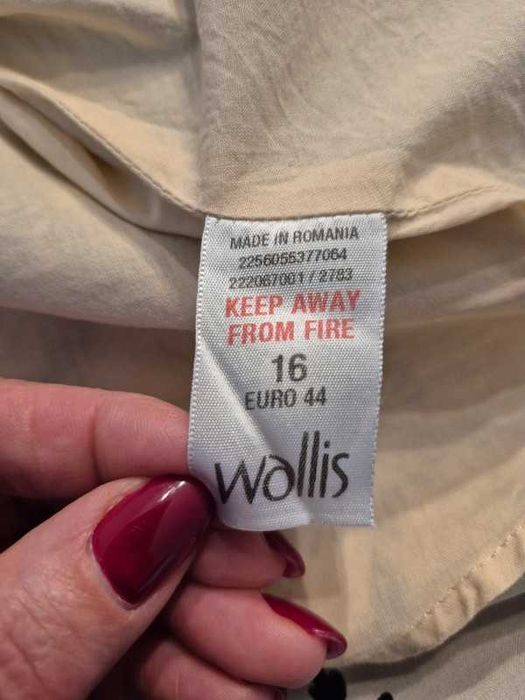 MADE IN ROMANIA
2256055377064
222067001 / 2783
KEEP AWAY
FROM FIRE
16
EURO 44
wallis